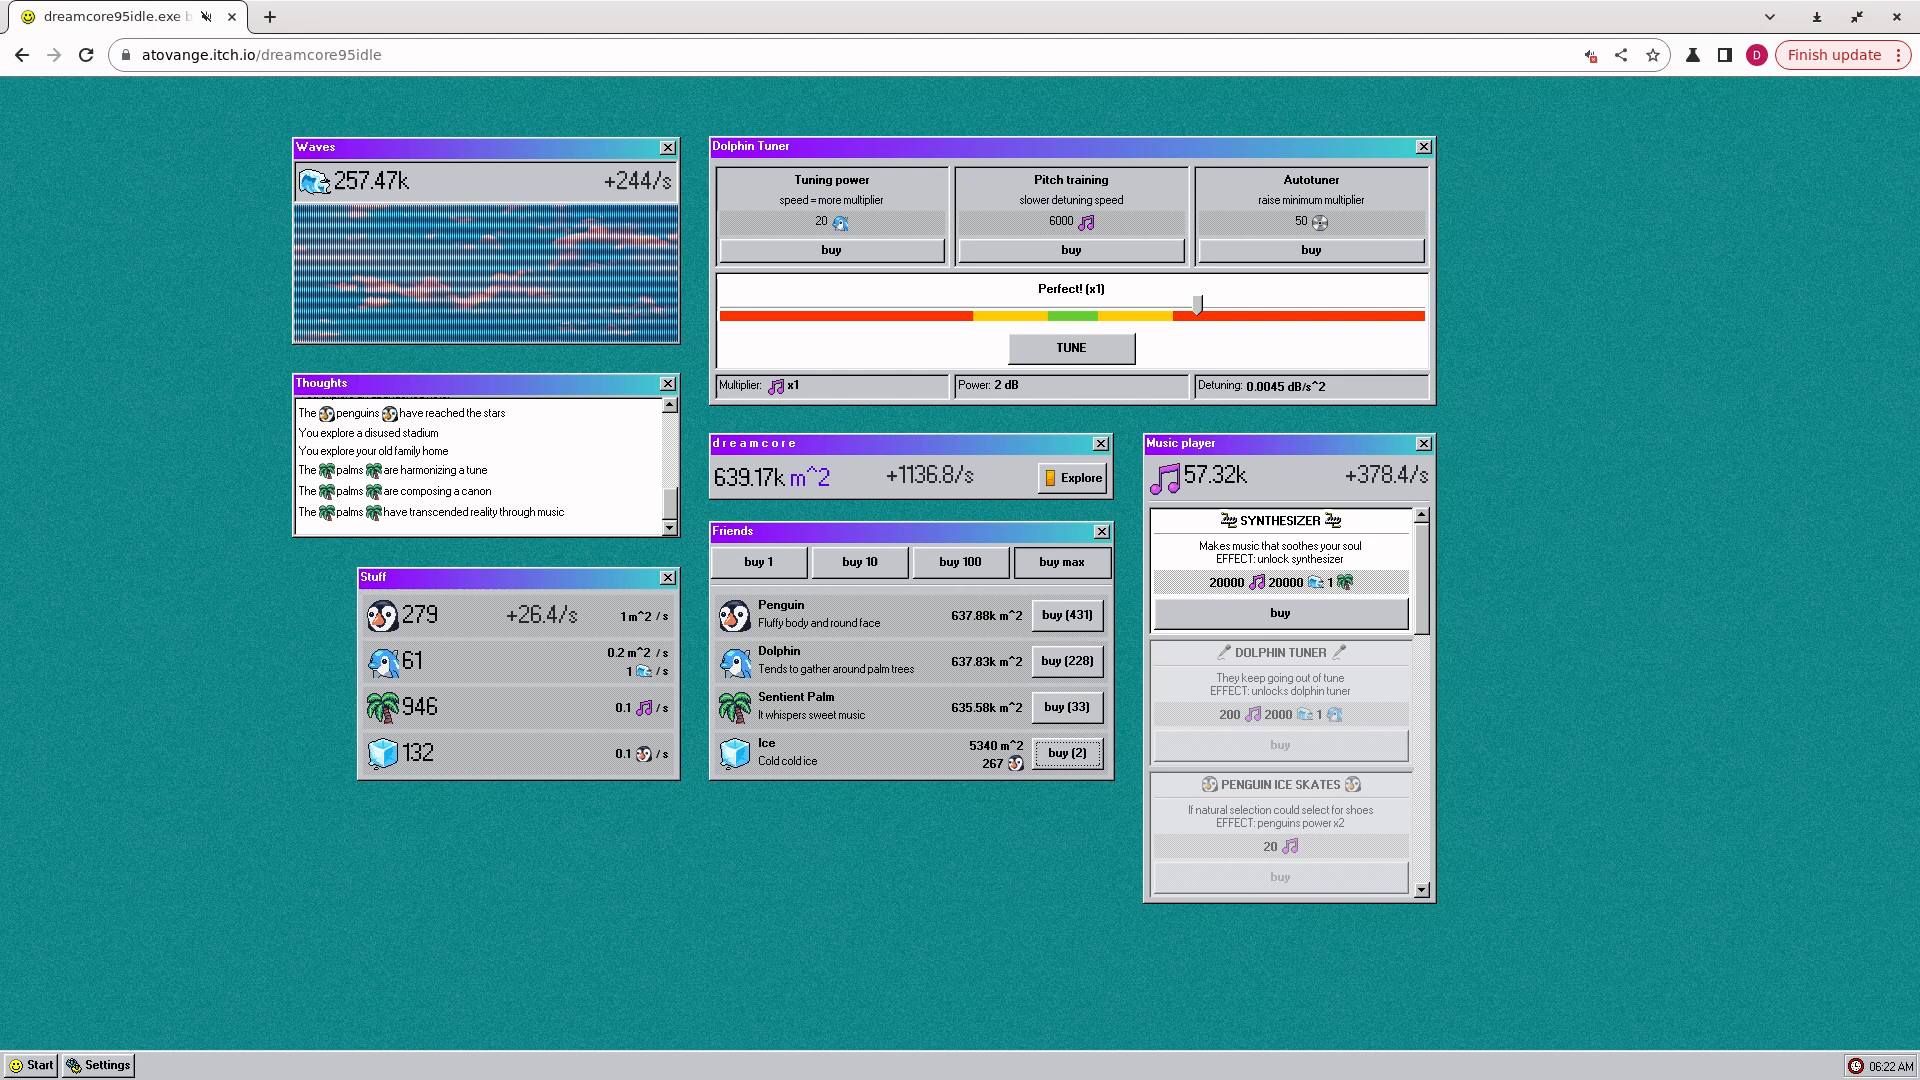 dreamcore95idle.exe b
atovange.itch.io/dreamcore95idle
D
Finish update
Waves
257.47k
+244/s
Thoughts
The penguins have reached the stars
You explore a disused stadium
You explore your old family home
The palms are harmonizing a tune
The palms are composing a canon
The palms have transcended reality through music
Stuff
279 +26.4/s 1 m^2 / s
61 0.2 m^2 / s
1 / s
946 0.1 / s
132 0.1 / s
Dolphin Tuner
Tuning power
speed = more multiplier
20
buy
Pitch training
slower detuning speed
6000
buy
Autotuner
raise minimum multiplier
50
buy
Perfect! (x1)
TUNE
Multiplier: x1
Power: 2 dB
Detuning: 0.0045 dB/s^2
dreamcore
639.17k m^2
+1136.8/s
Explore
Friends
buy 1
buy 10
buy 100
buy max
Penguin
Fluffy body and round face
637.88k m^2
buy (431)
Dolphin
Tends to gather around palm trees
637.83k m^2
buy (228)
Sentient Palm
It whispers sweet music
635.58k m^2
buy (33)
Ice
Cold cold ice
5340 m^2
267
buy (2)
Music player
57.32k
+378.4/s
SYNTHESIZER
Makes music that soothes your soul
EFFECT: unlock synthesizer
20000 20000 1
buy
DOLPHIN TUNER
They keep going out of tune
EFFECT: unlocks dolphin tuner
200 2000 1
buy
PENGUIN ICE SKATES
If natural selection could select for shoes
EFFECT: penguins power x2
20
buy
Start
Settings
06:22 AM